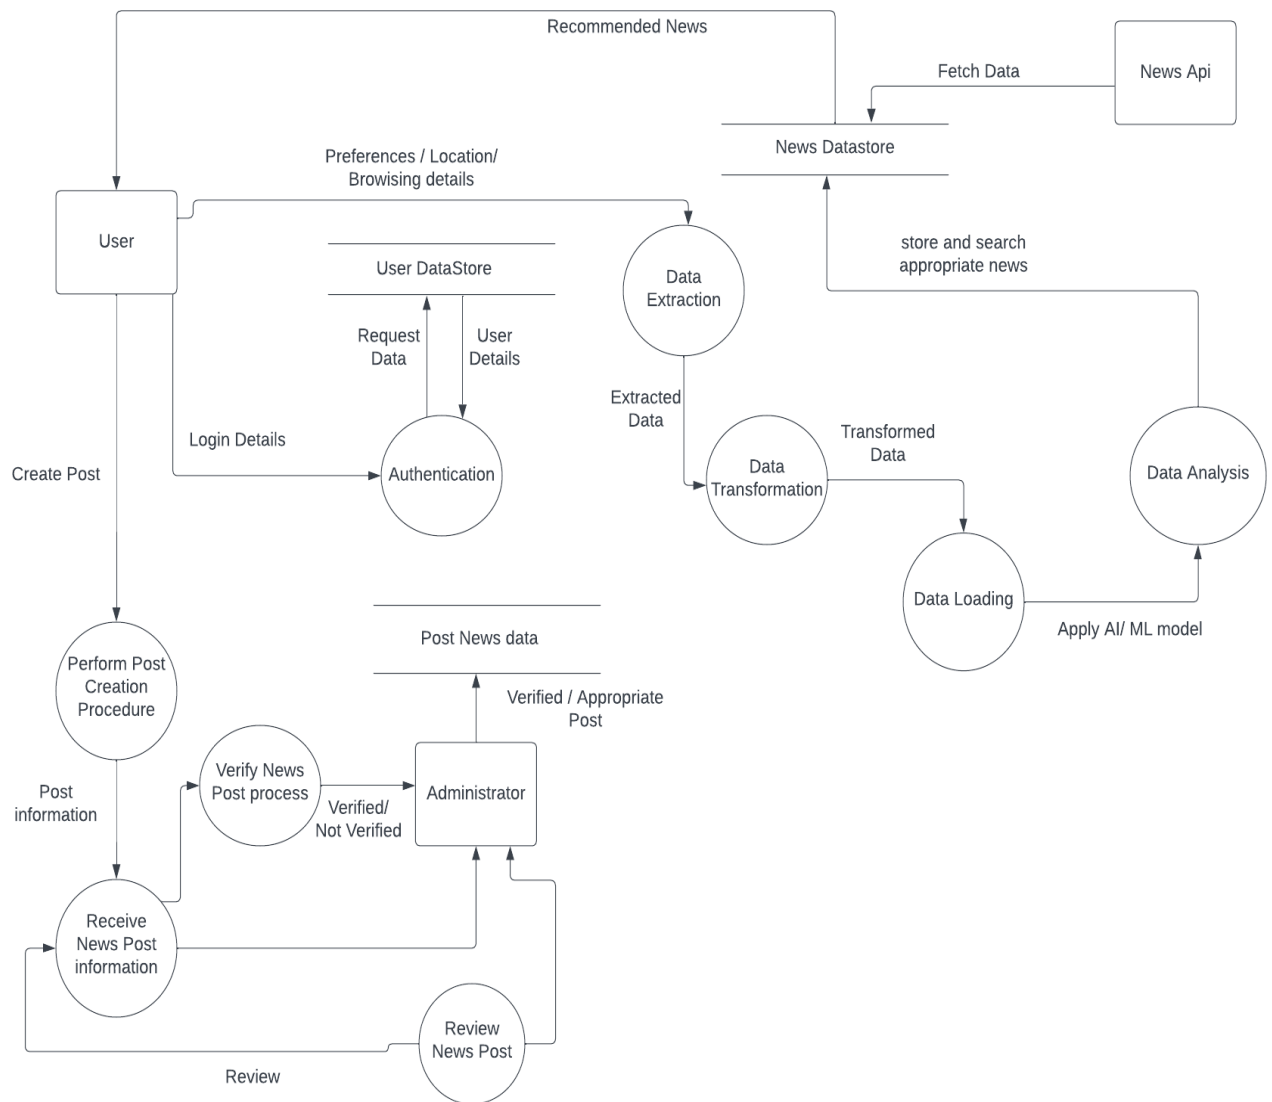 Recommended News
News Api
Fetch Data
News Datastore
Preferences / Location/
Browising details
User
User DataStore
Data
Extraction
store and search
appropriate news
Request
Data
User
Details
Extracted
Data
Login Details
Authentication
Create Post
Data
Transformation
Transformed
Data
Data Analysis
Data Loading
Apply AI/ ML model
Post News data
Perform Post
Creation
Procedure
Verified / Appropriate
Post
Post
information
Verify News
Post process
Verified/
Not Verified
Administrator
Receive
News Post
information
Review
News Post
Review